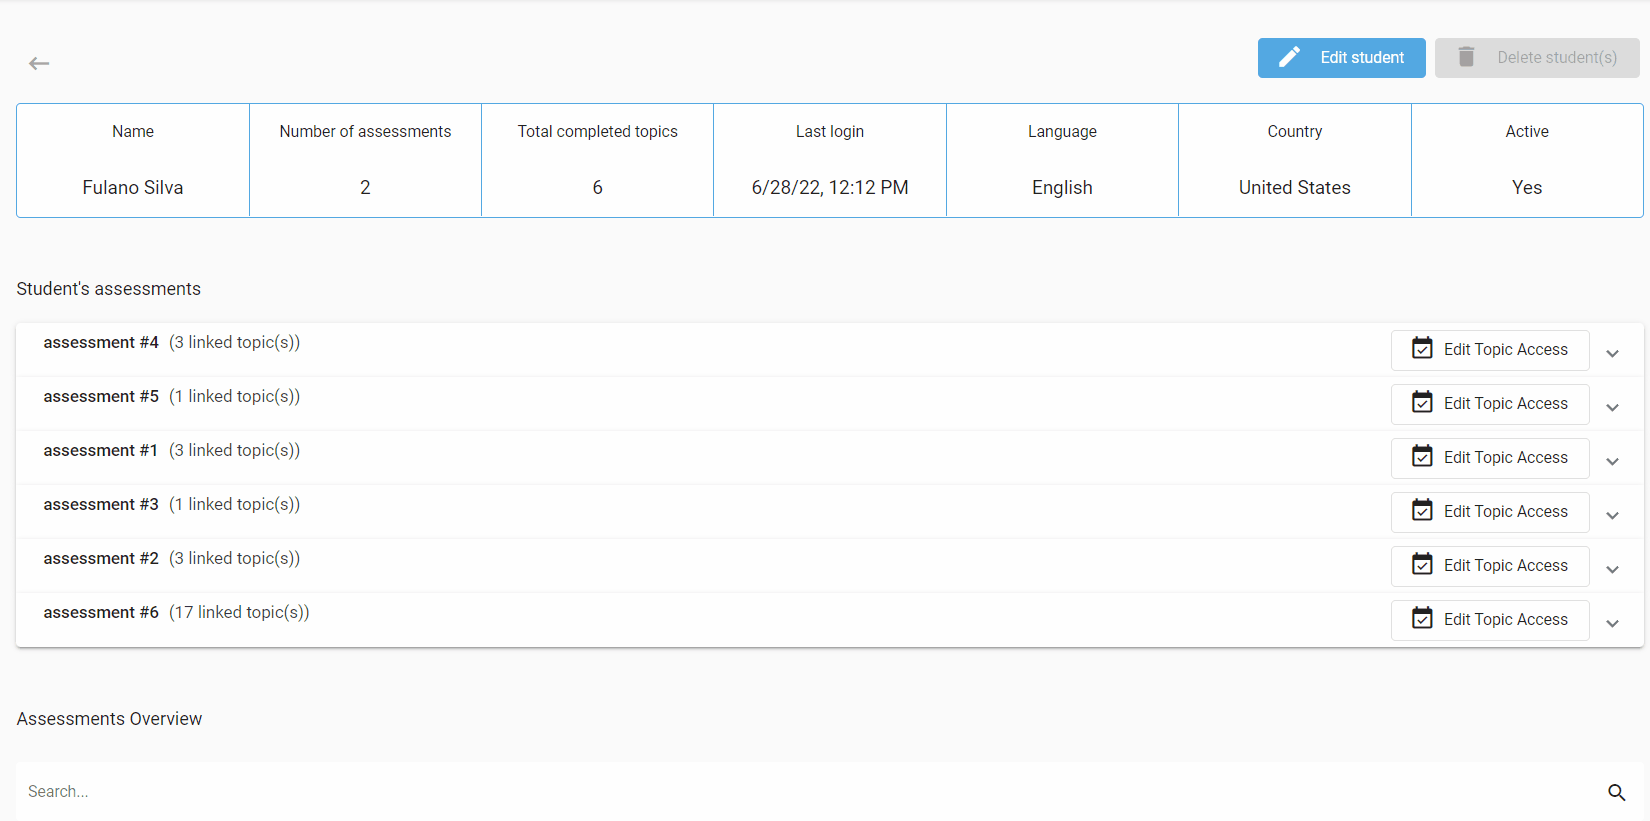 Edit student
Delete student(s)
Name
Number of assessments
Total completed topics
Last login
Language
Country
Active
Fulano Silva
2
6
6/28/22, 12:12 PM
English
United States
Yes
Student's assessments
assessment #4 (3 linked topic(s))
Edit Topic Access
assessment #5 (1 linked topic(s))
Edit Topic Access
assessment #1 (3 linked topic(s))
Edit Topic Access
assessment #3 (1 linked topic(s))
Edit Topic Access
assessment #2 (3 linked topic(s))
Edit Topic Access
assessment #6 (17 linked topic(s))
Edit Topic Access
Assessments Overview
Search...